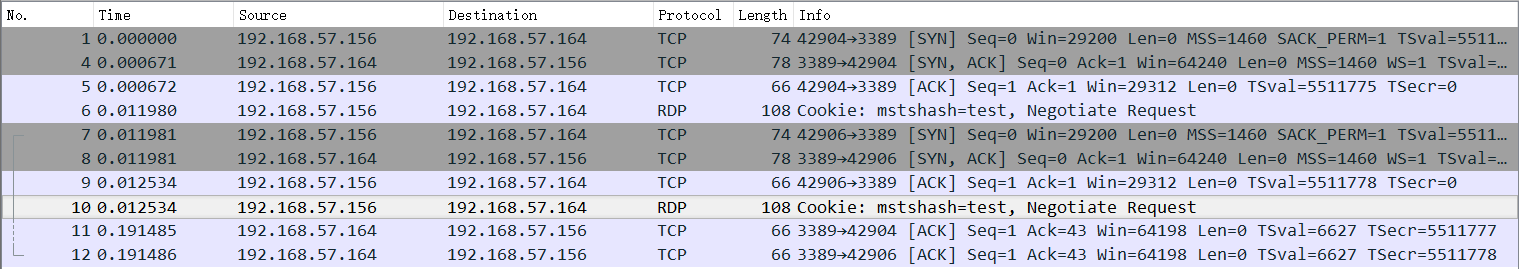 No. Time Source Destination Protocol Length Info
1 0.000000 192.168.57.156 192.168.57.164 TCP 74 42904→3389 [SYN] Seq=0 Win=29200 Len=0 MSS=1460 SACK_PERM=1 TSval=5511…
4 0.000671 192.168.57.164 192.168.57.156 TCP 78 3389→42904 [SYN, ACK] Seq=0 Ack=1 Win=64240 Len=0 MSS=1460 WS=1 TSval=…
5 0.000672 192.168.57.156 192.168.57.164 TCP 66 42904→3389 [ACK] Seq=1 Ack=1 Win=29312 Len=0 TSval=5511775 TSecr=0
6 0.011980 192.168.57.156 192.168.57.164 RDP 108 Cookie: mstshash=test, Negotiate Request
7 0.011981 192.168.57.156 192.168.57.164 TCP 74 42906→3389 [SYN] Seq=0 Win=29200 Len=0 MSS=1460 SACK_PERM=1 TSval=5511…
8 0.011981 192.168.57.164 192.168.57.156 TCP 78 3389→42906 [SYN, ACK] Seq=0 Ack=1 Win=64240 Len=0 MSS=1460 WS=1 TSval=…
9 0.012534 192.168.57.156 192.168.57.164 TCP 66 42906→3389 [ACK] Seq=1 Ack=1 Win=29312 Len=0 TSval=5511778 TSecr=0
10 0.012534 192.168.57.156 192.168.57.164 RDP 108 Cookie: mstshash=test, Negotiate Request
11 0.191485 192.168.57.164 192.168.57.156 TCP 66 3389→42904 [ACK] Seq=1 Ack=43 Win=64198 Len=0 TSval=6627 TSecr=5511777
12 0.191486 192.168.57.164 192.168.57.156 TCP 66 3389→42906 [ACK] Seq=1 Ack=43 Win=64198 Len=0 TSval=6627 TSecr=5511778